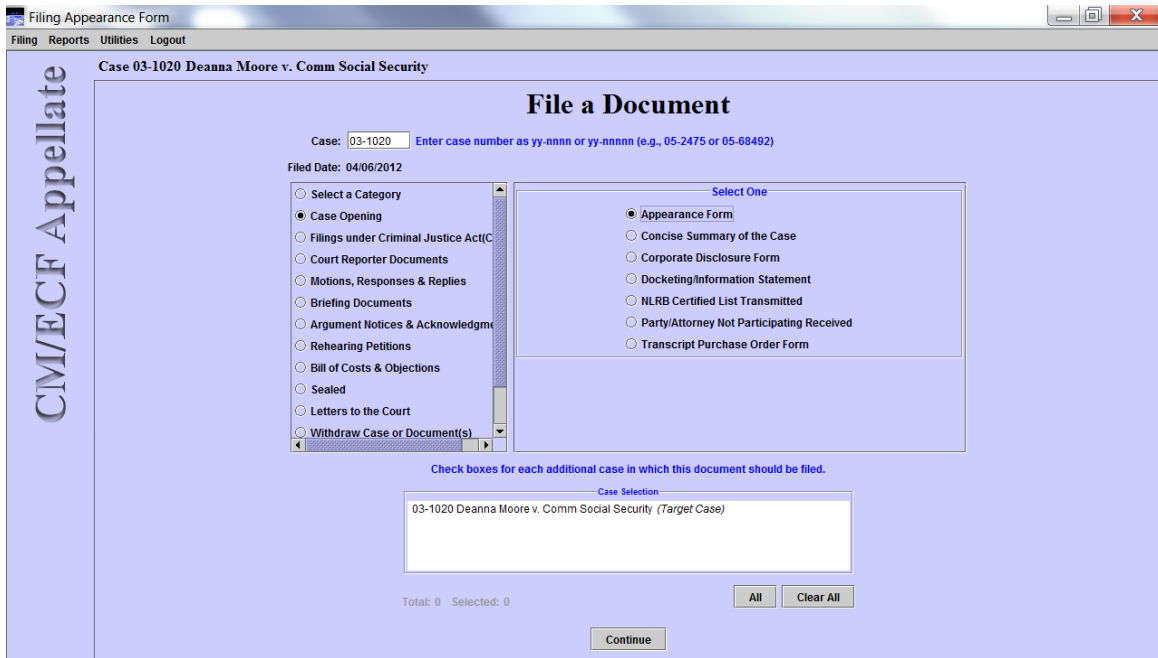 Filing Appearance Form
Filing Reports Utilities Logout
CM/ECF Appellate
Case 03-1020 Deanna Moore v. Comm Social Security
File a Document
Case: 03-1020 Enter case number as yy-nnnn or yy-nnnnn (e.g., 05-2475 or 05-68492)
Filed Date: 04/06/2012
Select a Category
Case Opening
Filings under Criminal Justice Act(C
Court Reporter Documents
Motions, Responses & Replies
Briefing Documents
Argument Notices & Acknowledgme
Rehearing Petitions
Bill of Costs & Objections
Sealed
Letters to the Court
Withdraw Case or Document(s)
Select One
Appearance Form
Concise Summary of the Case
Corporate Disclosure Form
Docketing/Information Statement
NLRB Certified List Transmitted
Party/Attorney Not Participating Received
Transcript Purchase Order Form
Check boxes for each additional case in which this document should be filed.
Case Selection
03-1020 Deanna Moore v. Comm Social Security (Target Case)
Total: 0 Selected: 0
All Clear All
Continue